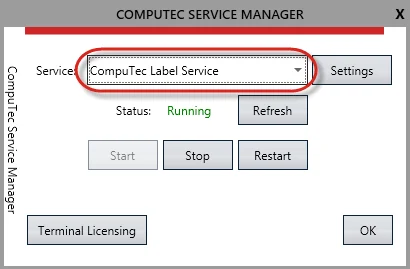 COMPUTEC SERVICE MANAGER X
CompuTec Service Manager
Service: CompuTec Label Service Settings
Status: Running Refresh
Start Stop Restart
Terminal Licensing OK